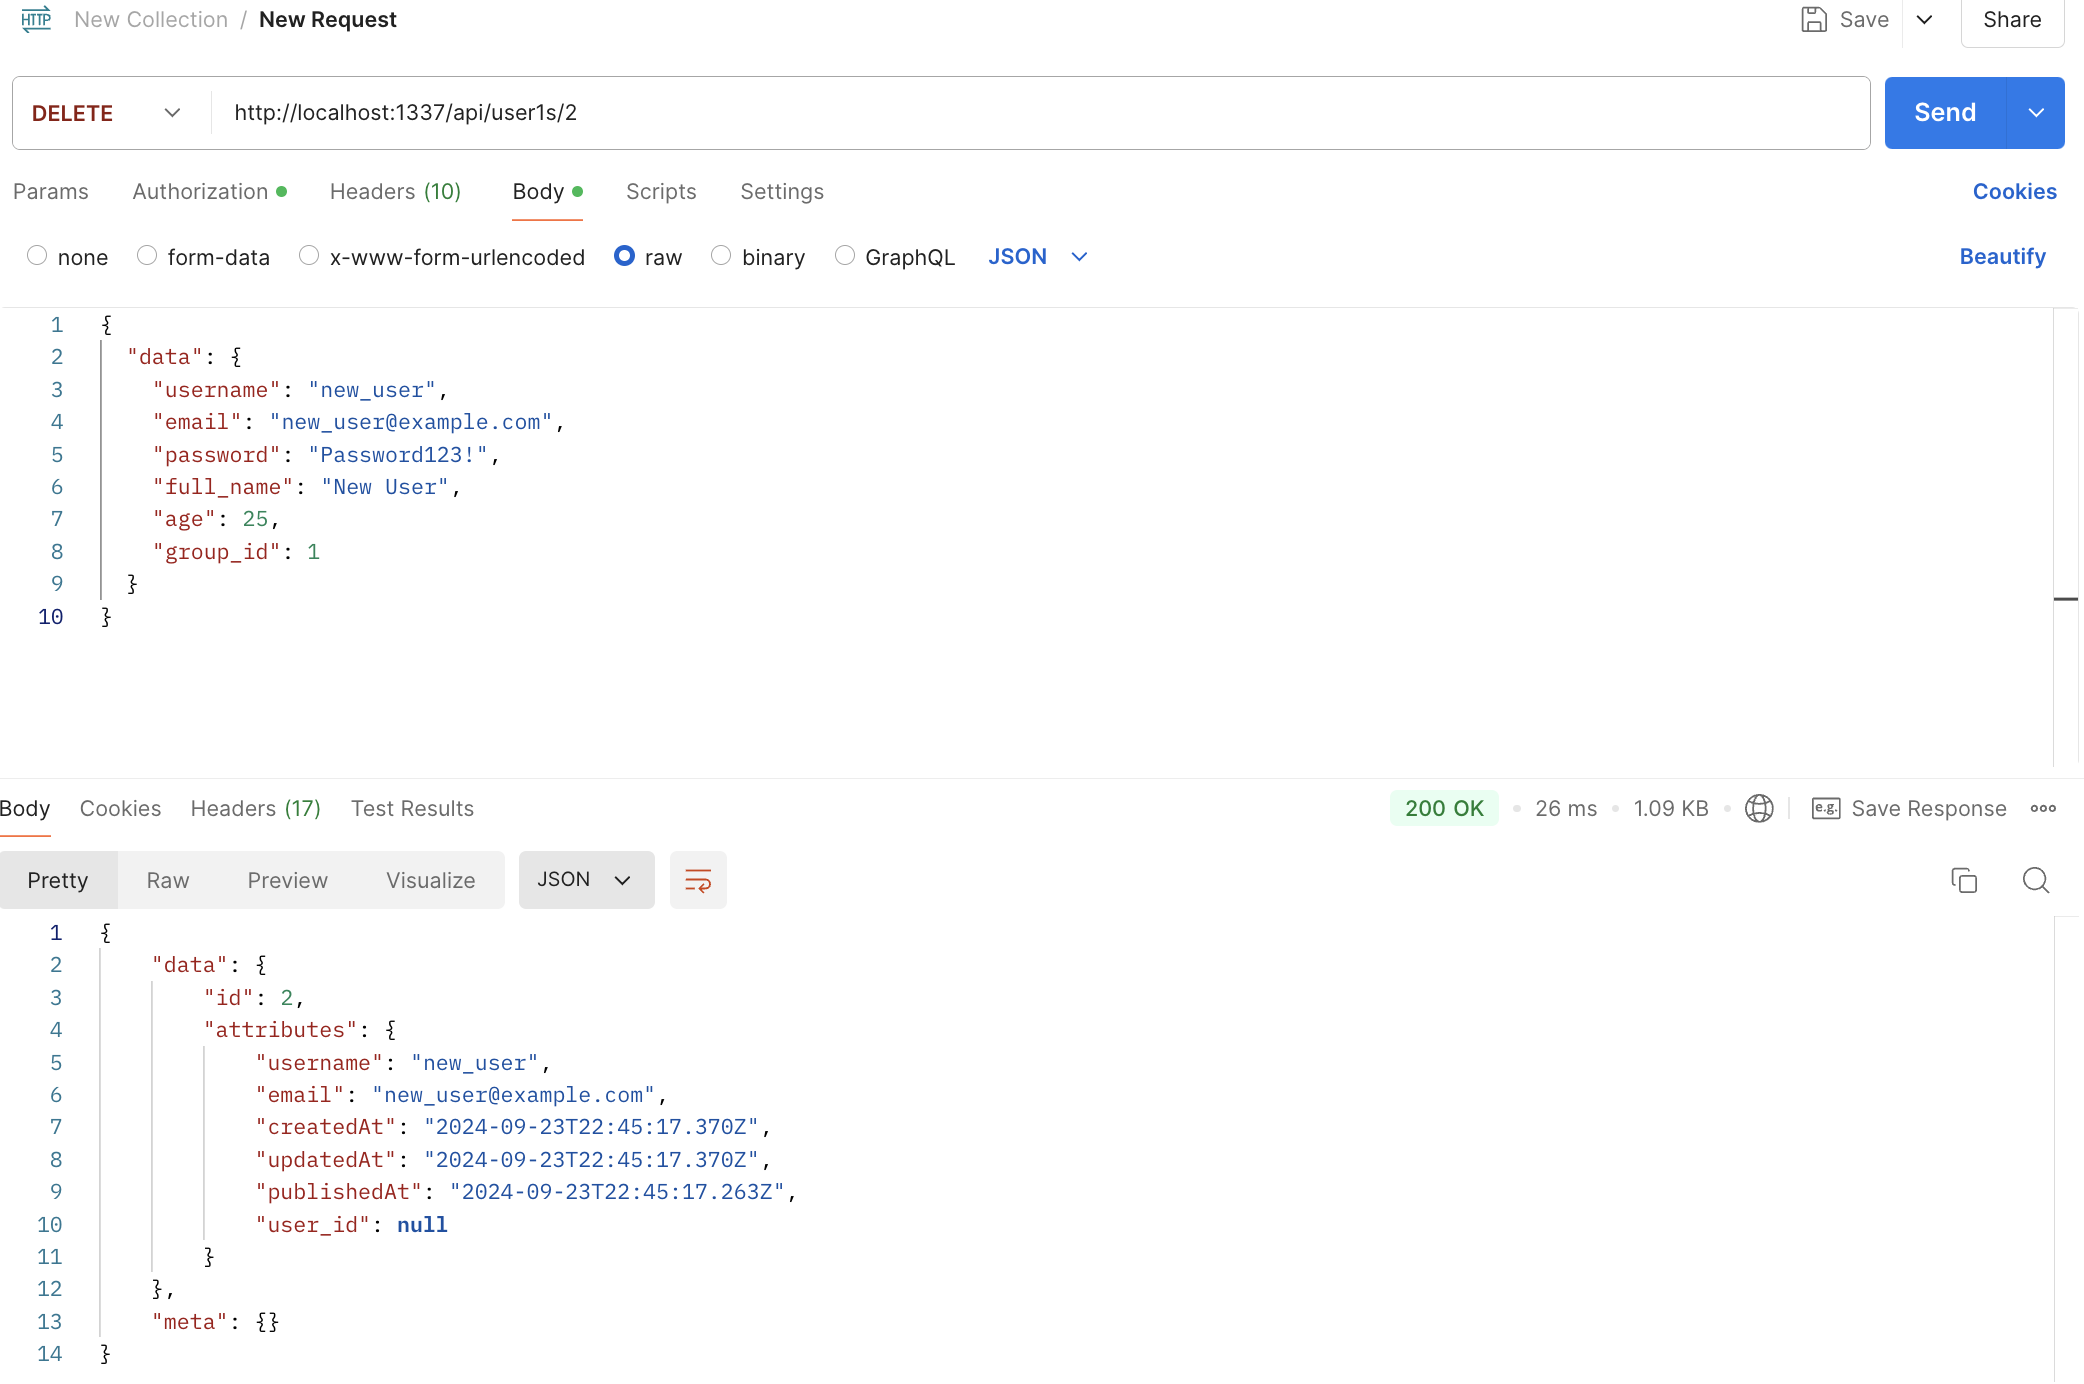 HTTP New Collection / New Request Save Share
DELETE http://localhost:1337/api/user1s/2 Send
Params Authorization Headers (10) Body Scripts Settings Cookies
none form-data x-www-form-urlencoded raw binary GraphQL JSON Beautify
1 {
2 "data": {
3 "username": "new_user",
4 "email": "new_user@example.com",
5 "password": "Password123!",
6 "full_name": "New User",
7 "age": 25,
8 "group_id": 1
9 }
10 }
Body Cookies Headers (17) Test Results 200 OK 26 ms 1.09 KB e.g. Save Response
Pretty Raw Preview Visualize JSON
1 {
2 "data": {
3 "id": 2,
4 "attributes": {
5 "username": "new_user",
6 "email": "new_user@example.com",
7 "createdAt": "2024-09-23T22:45:17.370Z",
8 "updatedAt": "2024-09-23T22:45:17.370Z",
9 "publishedAt": "2024-09-23T22:45:17.263Z",
10 "user_id": null
11 }
12 },
13 "meta": {}
14 }